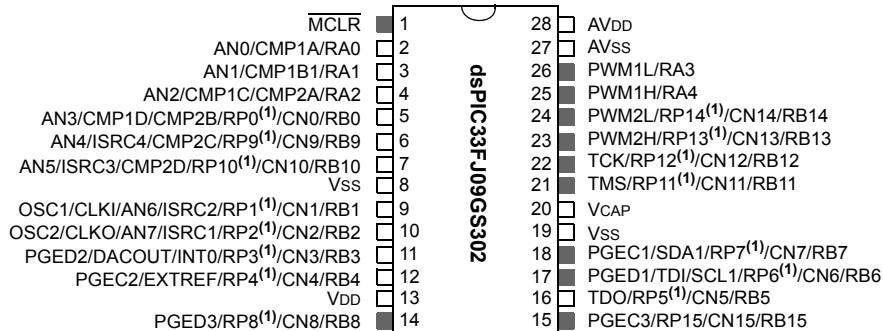 MCLR 1
AN0/CMP1A/RA0 2
AN1/CMP1B1/RA1 3
AN2/CMP1C/CMP2A/RA2 4
AN3/CMP1D/CMP2B/RP0(1)/CN0/RB0 5
AN4/ISRC4/CMP2C/RP9(1)/CN9/RB9 6
AN5/ISRC3/CMP2D/RP10(1)/CN10/RB10 7
VSS 8
OSC1/CLKI/AN6/ISRC2/RP1(1)/CN1/RB1 9
OSC2/CLKO/AN7/ISRC1/RP2(1)/CN2/RB2 10
PGED2/DACOUT/INT0/RP3(1)/CN3/RB3 11
PGEC2/EXTREF/RP4(1)/CN4/RB4 12
VDD 13
PGED3/RP8(1)/CN8/RB8 14
dsPIC33FJ09GS302
28 AVDD
27 AVSS
26 PWM1L/RA3
25 PWM1H/RA4
24 PWM2L/RP14(1)/CN14/RB14
23 PWM2H/RP13(1)/CN13/RB13
22 TCK/RP12(1)/CN12/RB12
21 TMS/RP11(1)/CN11/RB11
20 VCAP
19 VSS
18 PGEC1/SDA1/RP7(1)/CN7/RB7
17 PGED1/TDI/SCL1/RP6(1)/CN6/RB6
16 TDO/RP5(1)/CN5/RB5
15 PGEC3/RP15/CN15/RB15